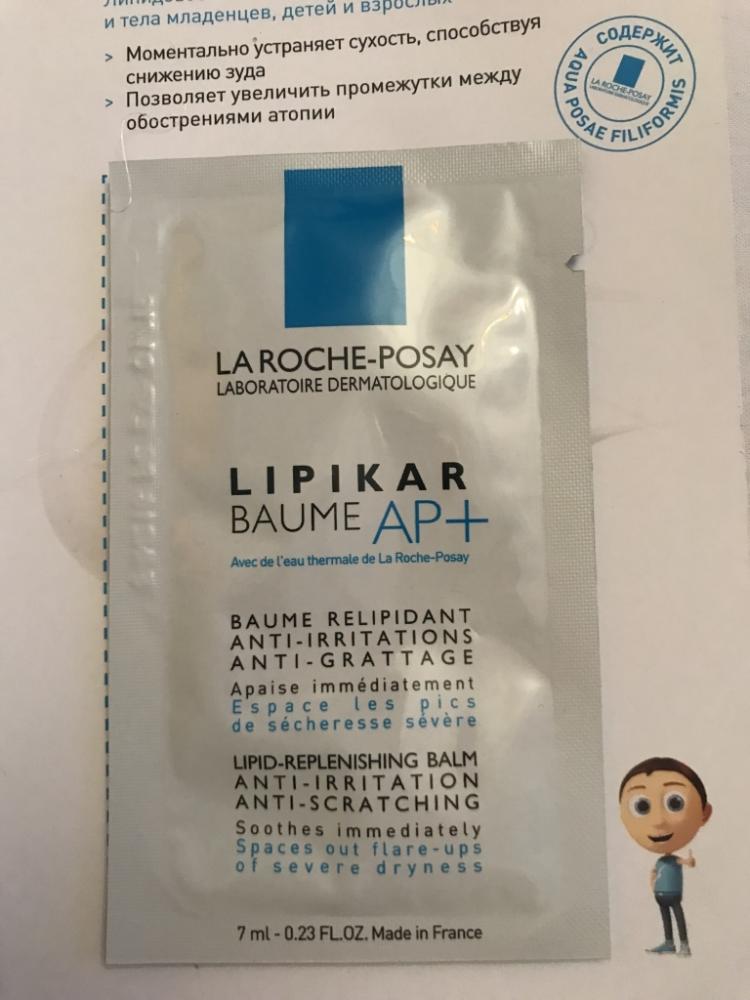 и тела младенцев, детей и взрослых
> Моментально устраняет сухость, способствуя
снижению зуда
> Позволяет увеличить промежутки между
обострениями атопии
СОДЕРЖИТ
AQUA POSAE FILIFORMIS
LA ROCHE-POSAY
LA ROCHE-POSAY
LABORATOIRE DERMATOLOGIQUE
LIPIKAR
BAUME AP+
Avec de l'eau thermale de La Roche-Posay
BAUME RELIPIDANT
ANTI-IRRITATIONS
ANTI-GRATTAGE
Apaise immédiatement
Espace les pics
de sécheresse sévère
LIPID-REPLENISHING BALM
ANTI-IRRITATION
ANTI-SCRATCHING
Soothes immediately
Spaces out flare-ups
of severe dryness
7 ml - 0.23 FL.OZ. Made in France